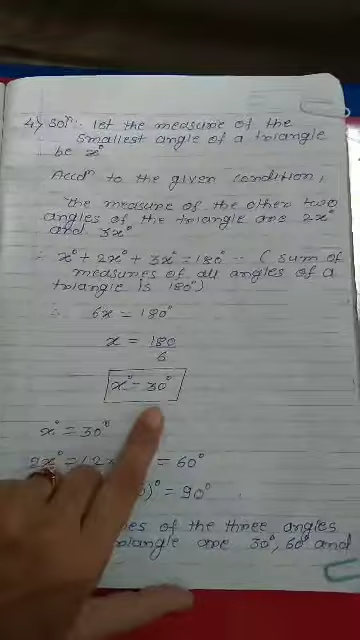 4) Solⁿ:- let the measure of the
smallest angle of a triangle
be x°
Accdⁿ to the given condition,
the measure of the other two
angles of the triangle are 2x°
and 3x°
∴ x° + 2x° + 3x° = 180° -- ( sum of
measures of all angles of a
triangle is 180°)
∴ 6x = 180°
x = 180
6
x° = 30°
x° = 30°
2x° = (2x = 60°
)° = 90°
of the three angles
are 30°, 60° and